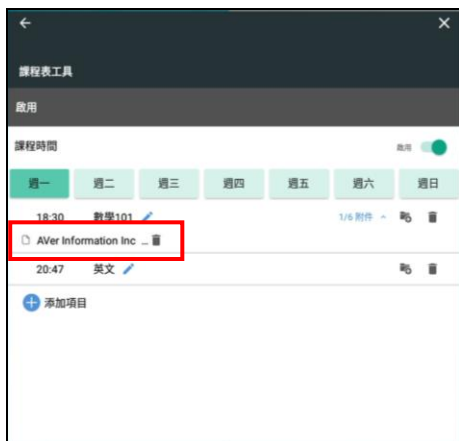 課程表工具
啟用
課程時間 啟用
週一 週二 週三 週四 週五 週六 週日
18:30 數學101 1/6 附件
AVer Information Inc ...
20:47 英文
添加項目